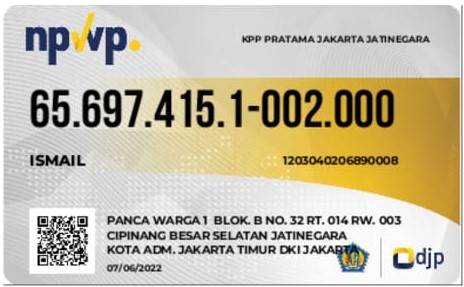 npwp.
KPP PRATAMA JAKARTA JATINEGARA
65.697.415.1-002.000
ISMAIL 1203040206890008
PANCA WARGA 1 BLOK. B NO. 32 RT. 014 RW. 003
CIPINANG BESAR SELATAN JATINEGARA
KOTA ADM. JAKARTA TIMUR DKI JAKARTA
07/06/2022
djp